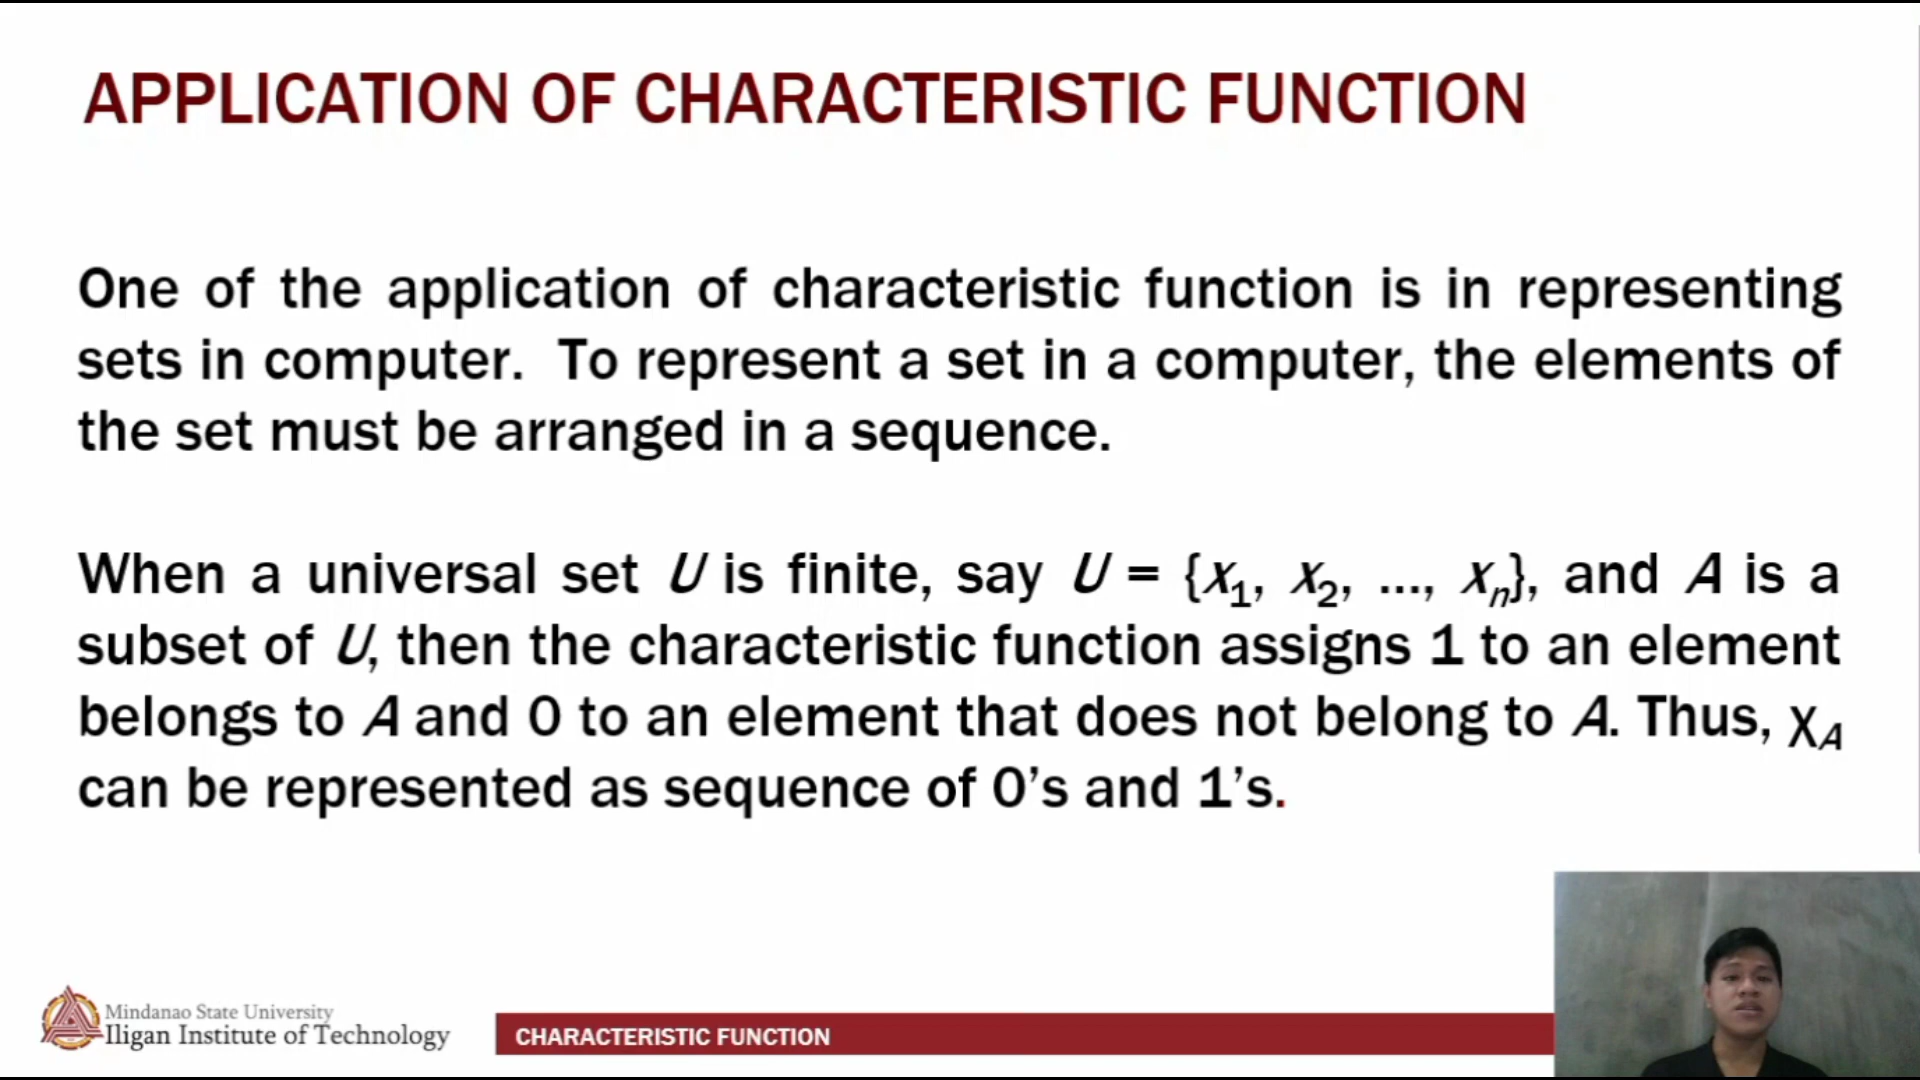 APPLICATION OF CHARACTERISTIC FUNCTION
One of the application of characteristic function is in representing
sets in computer. To represent a set in a computer, the elements of
the set must be arranged in a sequence.
When a universal set U is finite, say U = {x₁, x₂, ..., xₙ}, and A is a
subset of U, then the characteristic function assigns 1 to an element
belongs to A and 0 to an element that does not belong to A. Thus, χ_A
can be represented as sequence of 0's and 1's.
Mindanao State University
Iligan Institute of Technology
CHARACTERISTIC FUNCTION